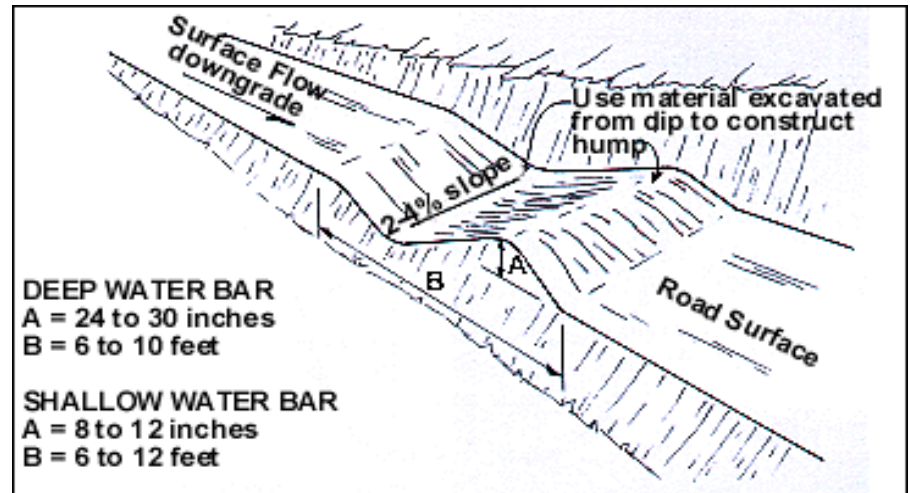 Surface Flow
downgrade
Use material excavated
from dip to construct
hump
2-4% slope
A
B
Road Surface
DEEP WATER BAR
A = 24 to 30 inches
B = 6 to 10 feet
SHALLOW WATER BAR
A = 8 to 12 inches
B = 6 to 12 feet